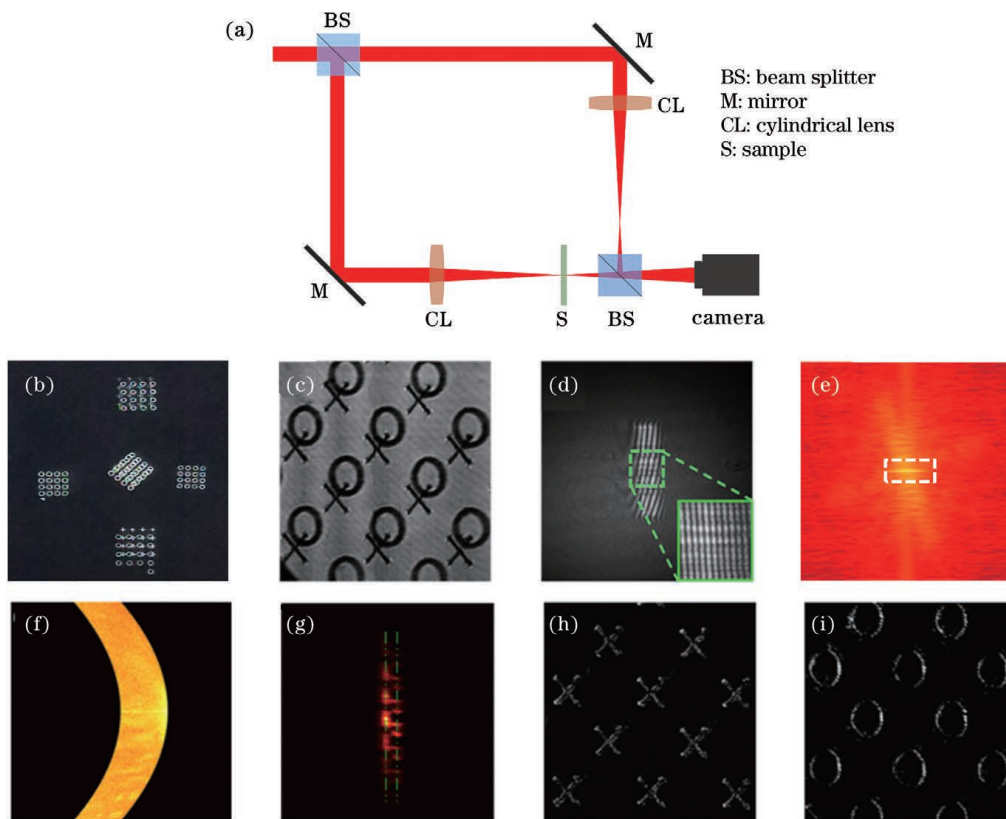 (a)
BS
M
CL
BS: beam splitter
M: mirror
CL: cylindrical lens
S: sample
M
CL
S
BS
camera
(b)
(c)
(d)
(e)
(f)
(g)
(h)
(i)